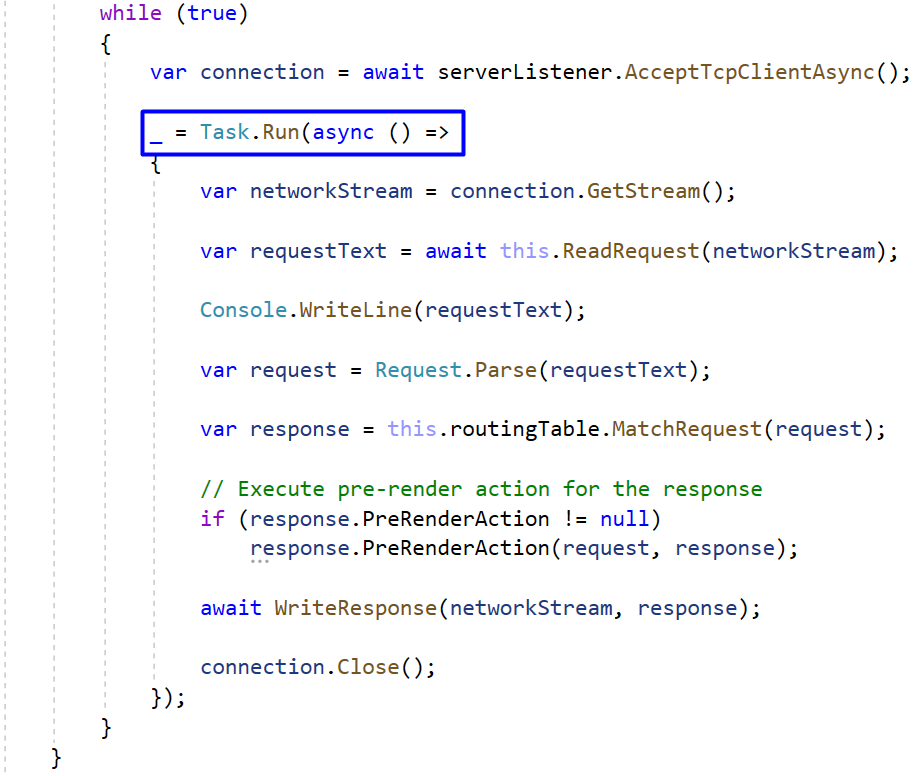 while (true)
{
var connection = await serverListener.AcceptTcpClientAsync();
_ = Task.Run(async () =>
{
var networkStream = connection.GetStream();
var requestText = await this.ReadRequest(networkStream);
Console.WriteLine(requestText);
var request = Request.Parse(requestText);
var response = this.routingTable.MatchRequest(request);
// Execute pre-render action for the response
if (response.PreRenderAction != null)
response.PreRenderAction(request, response);
await WriteResponse(networkStream, response);
connection.Close();
});
}
}